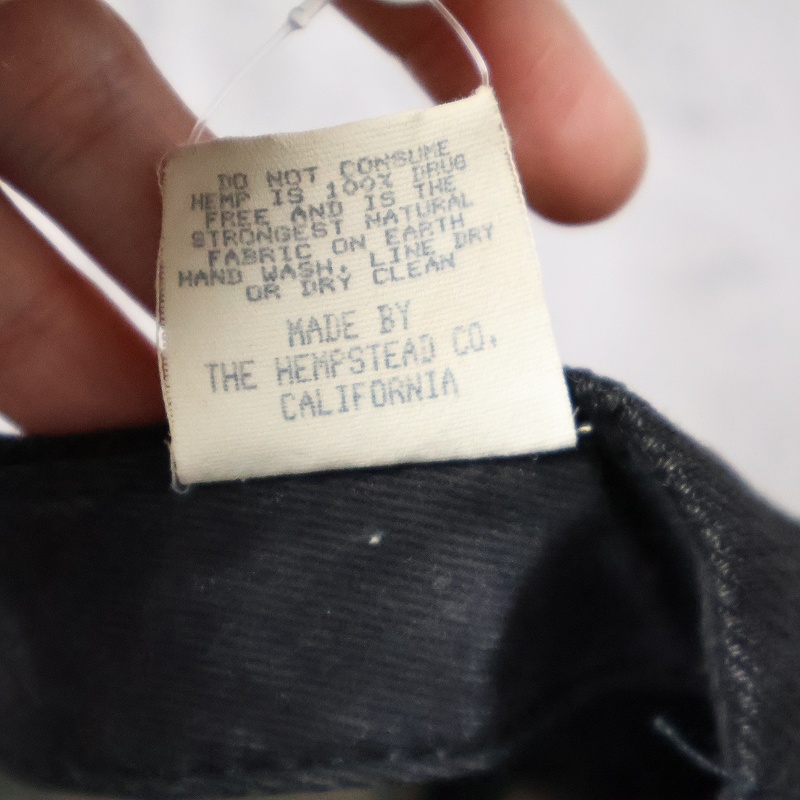 DO NOT CONSUME
HEMP IS 100% DRUG
FREE AND IS THE
STRONGEST NATURAL
FABRIC ON EARTH
HAND WASH, LINE DRY
OR DRY CLEAN
MADE BY
THE HEMPSTEAD CO.
CALIFORNIA